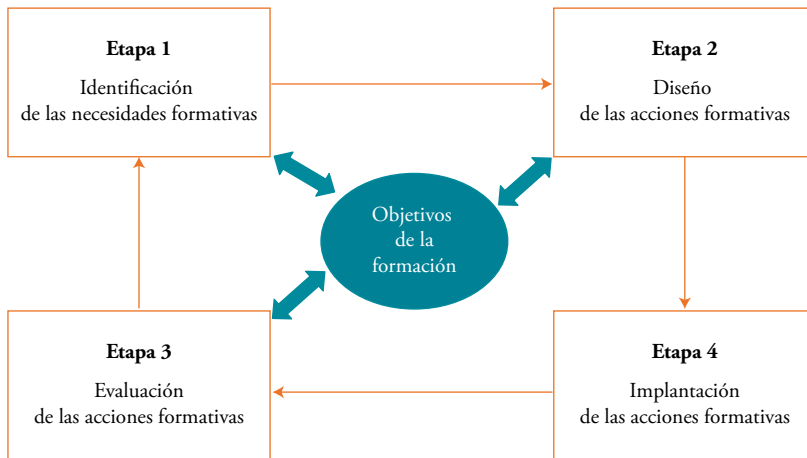 Etapa 1
Identificación
de las necesidades formativas
Etapa 2
Diseño
de las acciones formativas
Objetivos
de la
formación
Etapa 3
Evaluación
de las acciones formativas
Etapa 4
Implantación
de las acciones formativas